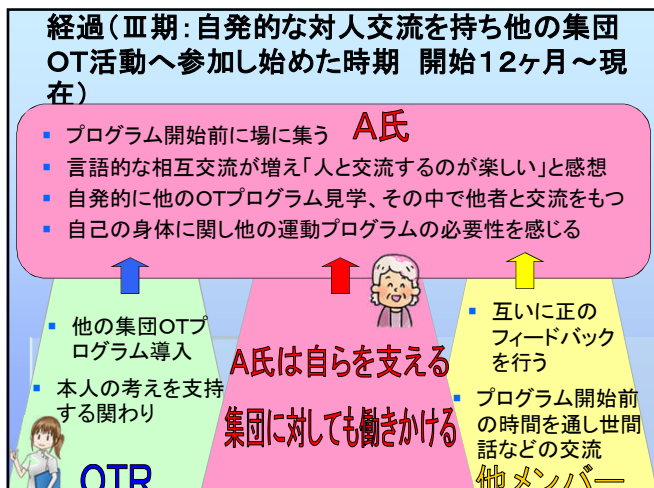 経過(Ⅲ期:自発的な対人交流を持ち他の集団
OT活動へ参加し始めた時期 開始12ヶ月~現
在)
A氏
▪ プログラム開始前に場に集う
▪ 言語的な相互交流が増え「人と交流するのが楽しい」と感想
▪ 自発的に他のOTプログラム見学、その中で他者と交流をもつ
▪ 自己の身体に関し他の運動プログラムの必要性を感じる
▪ 他の集団OTプ
ログラム導入
▪ 本人の考えを支持
する関わり
OTR
A氏は自らを支える
集団に対しても働きかける
▪ 互いに正の
フィードバック
を行う
▪ プログラム開始前
の時間を通し世間
話などの交流
他メンバー